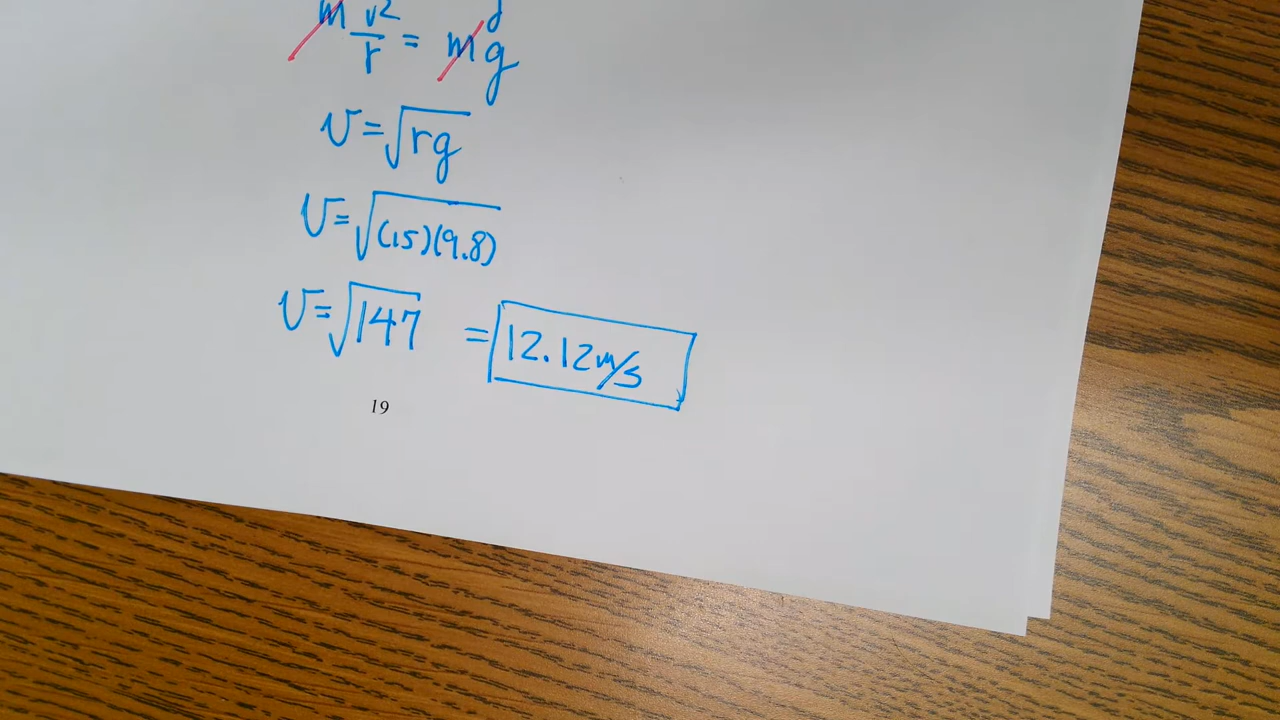 m v²/r = mg
v = √rg
v = √(15)(9.8)
v = √147 = 12.12 m/s
19